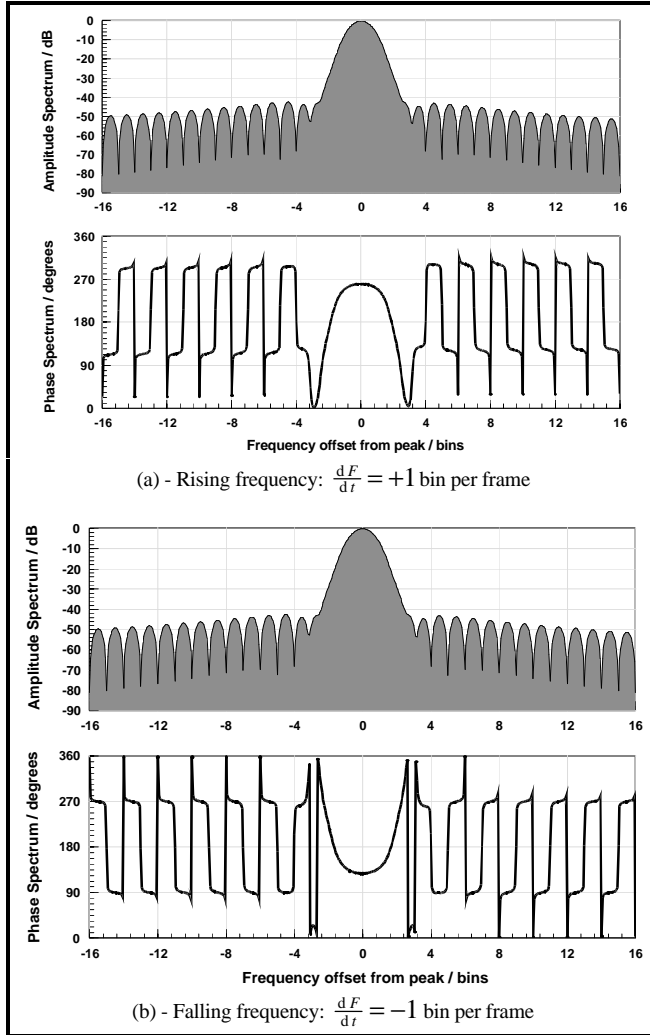 Amplitude Spectrum / dB
0
-10
-20
-30
-40
-50
-60
-70
-80
-90
-16 -12 -8 -4 0 4 8 12 16
Phase Spectrum / degrees
360
270
180
90
0
-16 -12 -8 -4 0 4 8 12 16
Frequency offset from peak / bins
(a) - Rising frequency: dF/dt = +1 bin per frame
Amplitude Spectrum / dB
0
-10
-20
-30
-40
-50
-60
-70
-80
-90
-16 -12 -8 -4 0 4 8 12 16
Phase Spectrum / degrees
360
270
180
90
0
-16 -12 -8 -4 0 4 8 12 16
Frequency offset from peak / bins
(b) - Falling frequency: dF/dt = -1 bin per frame